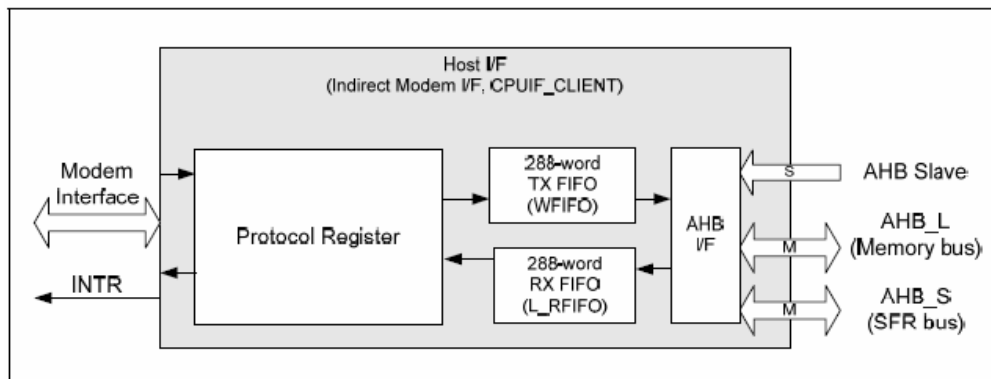 Host I/F
(Indirect Modem I/F, CPUIF_CLIENT)
Modem
Interface
INTR
Protocol Register
288-word
TX FIFO
(WFIFO)
288-word
RX FIFO
(L_RFIFO)
AHB
I/F
S
AHB Slave
M
AHB_L
(Memory bus)
M
AHB_S
(SFR bus)